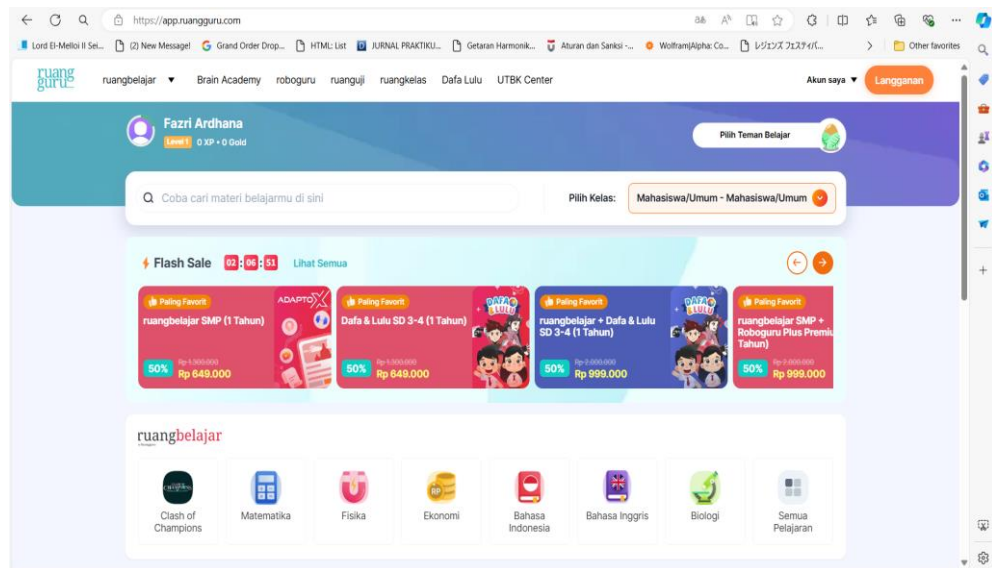 https://app.ruangguru.com
Lord El-Melloi II Sei...
(2) New Message!
Grand Order Drop...
HTML: List
JURNAL PRAKTIKU...
Getaran Harmonik...
Aturan dan Sanksi -...
Wolfram|Alpha: Co...
レジェンズ フェスティバ(...
Other favorites
ruang
guru
ruangbelajar
Brain Academy
roboguru
ruanguji
ruangkelas
Dafa Lulu
UTBK Center
Akun saya
Langganan
Fazri Ardhana
Level 1 0 XP • 0 Gold
Pilih Teman Belajar
Coba cari materi belajarmu di sini
Pilih Kelas:
Mahasiswa/Umum - Mahasiswa/Umum
Flash Sale 02 : 06 : 51 Lihat Semua
Paling Favorit
ruangbelajar SMP (1 Tahun)
50%
Rp 1.300.000
Rp 649.000
ADAPTO X
Paling Favorit
Dafa & Lulu SD 3-4 (1 Tahun)
50%
Rp 1.300.000
Rp 649.000
DAFA
& LULU
Paling Favorit
ruangbelajar + Dafa & Lulu
SD 3-4 (1 Tahun)
50%
Rp 2.000.000
Rp 999.000
DAFA
& LULU
Paling Favorit
ruangbelajar SMP +
Roboguru Plus Premiu
Tahun)
50%
Rp 2.000.000
Rp 999.000
ruangbelajar
Clash of
Champions
Matematika
Fisika
RP
Ekonomi
Bahasa
Indonesia
Bahasa Inggris
Biologi
Semua
Pelajaran